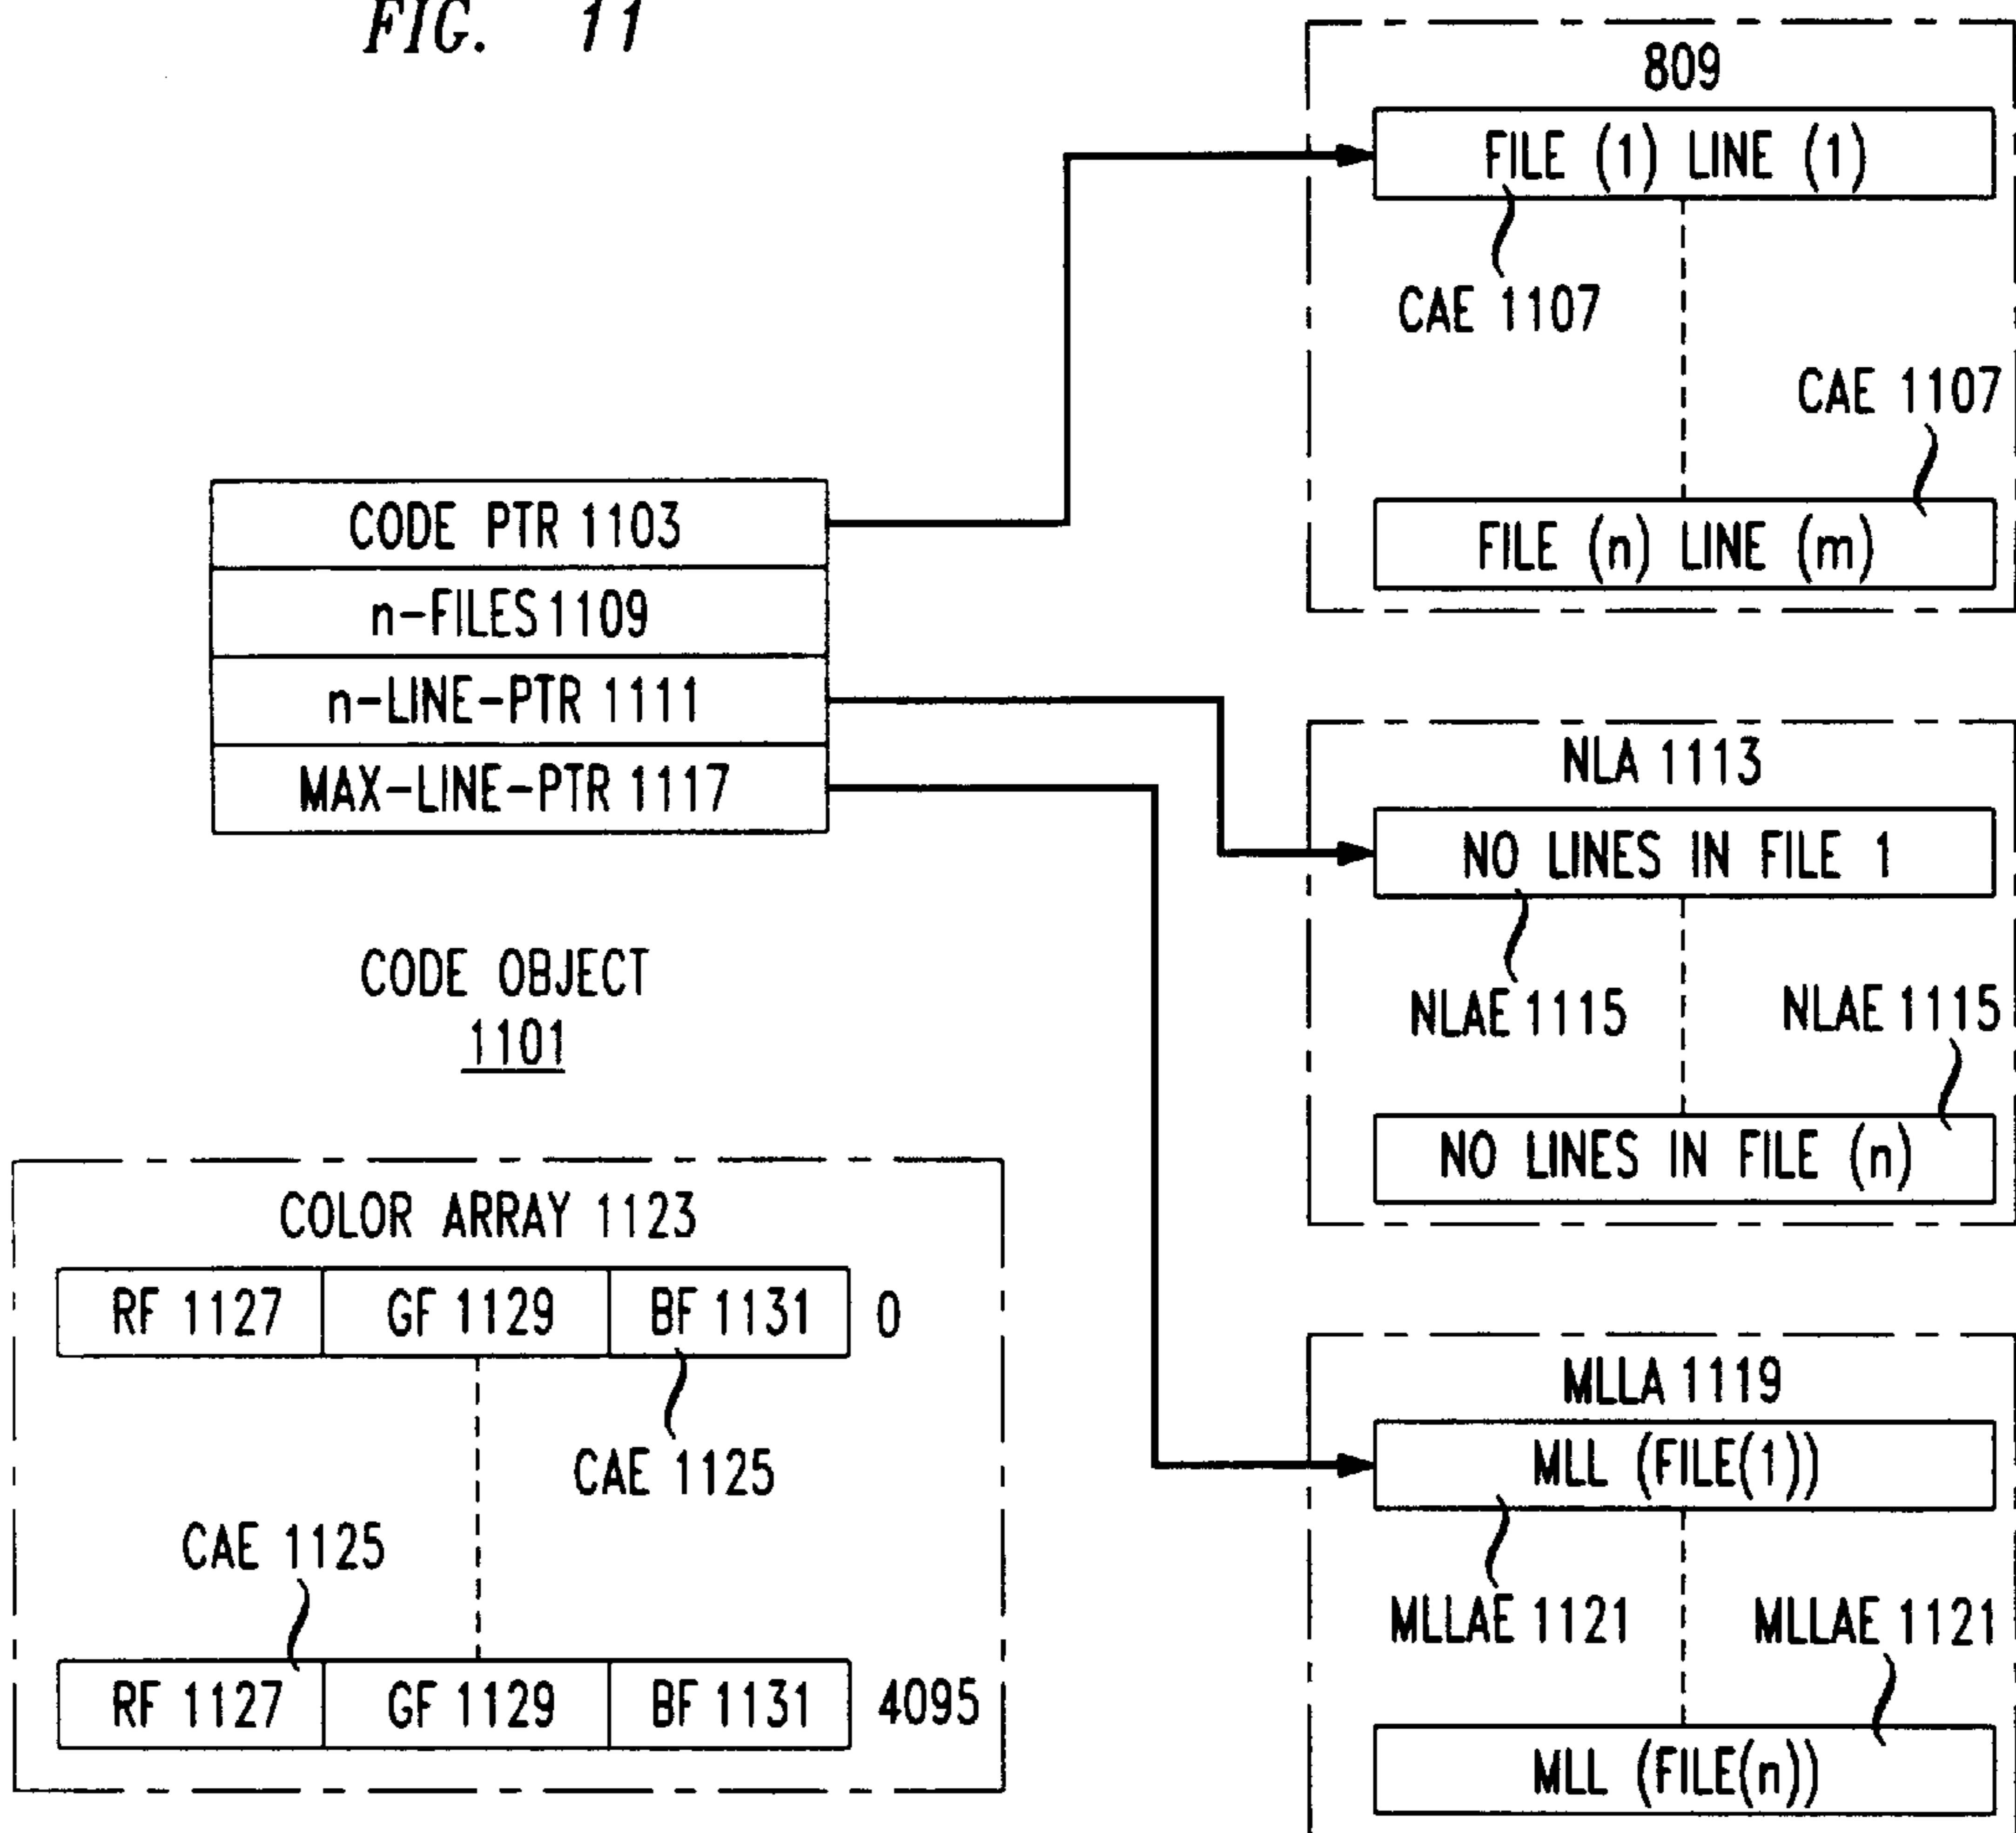 FIG. 11
809
FILE (1) LINE (1)
CAE 1107
CAE 1107
FILE (n) LINE (m)
CODE PTR 1103
n-FILES 1109
n-LINE-PTR 1111
MAX-LINE-PTR 1117
CODE OBJECT
1101
NLA 1113
NO LINES IN FILE 1
NLAE 1115
NLAE 1115
NO LINES IN FILE (n)
COLOR ARRAY 1123
RF 1127 GF 1129 BF 1131 0
CAE 1125
CAE 1125
RF 1127 GF 1129 BF 1131 4095
MLLA 1119
MLL (FILE(1))
MLLAE 1121
MLLAE 1121
MLL (FILE(n))